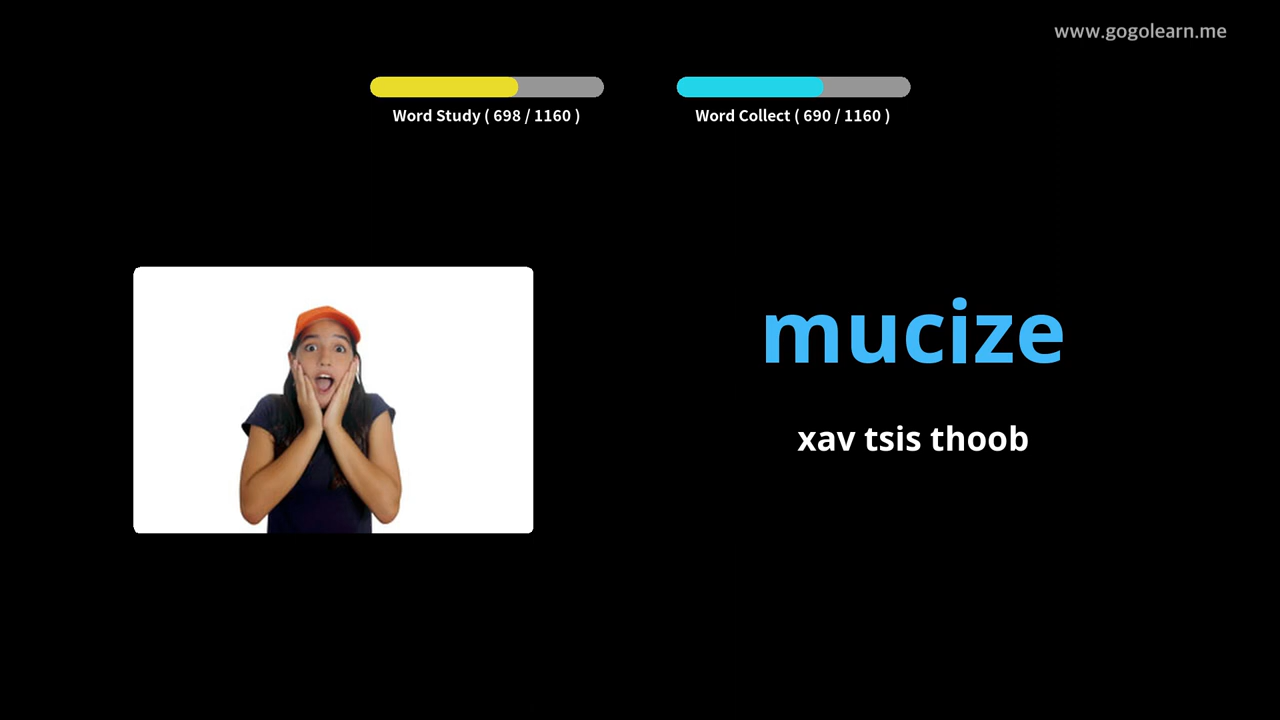 www.gogolearn.me
Word Study ( 698 / 1160 )
Word Collect ( 690 / 1160 )
mucize
xav tsis thoob